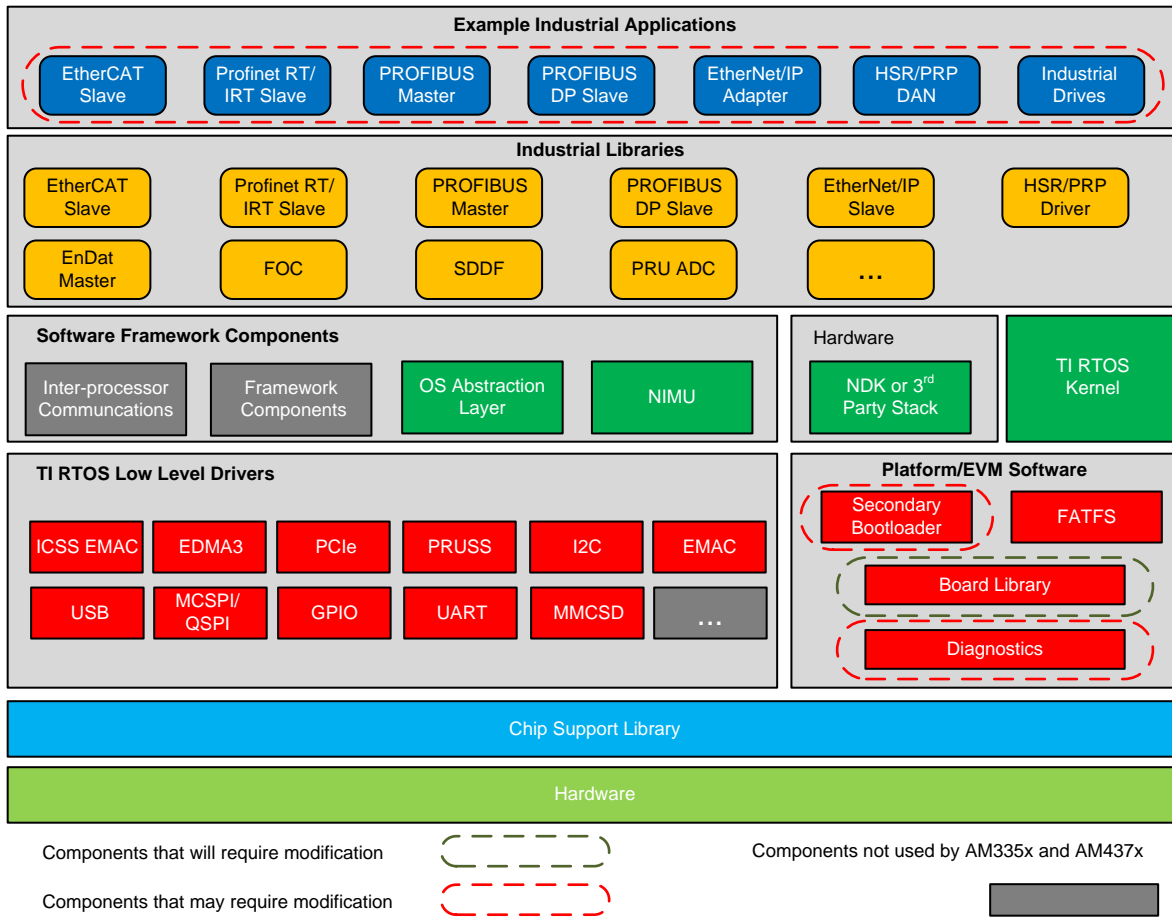 Example Industrial Applications
EtherCAT
Slave
Profinet RT/
IRT Slave
PROFIBUS
Master
PROFIBUS
DP Slave
EtherNet/IP
Adapter
HSR/PRP
DAN
Industrial
Drives
Industrial Libraries
EtherCAT
Slave
Profinet RT/
IRT Slave
PROFIBUS
Master
PROFIBUS
DP Slave
EtherNet/IP
Slave
HSR/PRP
Driver
EnDat
Master
FOC
SDDF
PRU ADC
...
Software Framework Components
Inter-processor
Communcations
Framework
Components
OS Abstraction
Layer
NIMU
Hardware
NDK or 3rd
Party Stack
TI RTOS
Kernel
TI RTOS Low Level Drivers
ICSS EMAC
EDMA3
PCIe
PRUSS
I2C
EMAC
USB
MCSPI/
QSPI
GPIO
UART
MMCSD
...
Platform/EVM Software
Secondary
Bootloader
FATFS
Board Library
Diagnostics
Chip Support Library
Hardware
Components that will require modification
Components not used by AM335x and AM437x
Components that may require modification